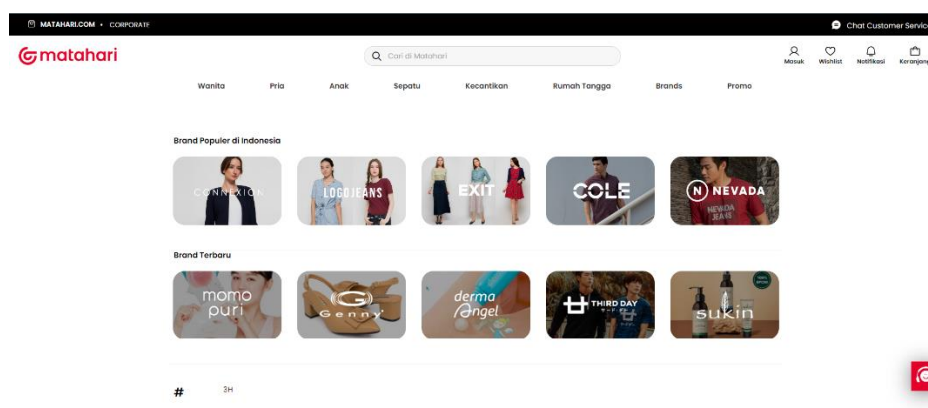 MATAHARI.COM • CORPORATE
Chat Customer Service
matahari
Cari di Matahari
Masuk Wishlist Notifikasi Keranjang
Wanita Pria Anak Sepatu Kecantikan Rumah Tangga Brands Promo
Brand Populer di Indonesia
CONNEXION LOGOJEANS EXIT COLE N NEVADA
NEVADA
JEANS
Brand Terbaru
momo
puri
G
Genny
derma
Angel
THIRD DAY
sukin
# 3H